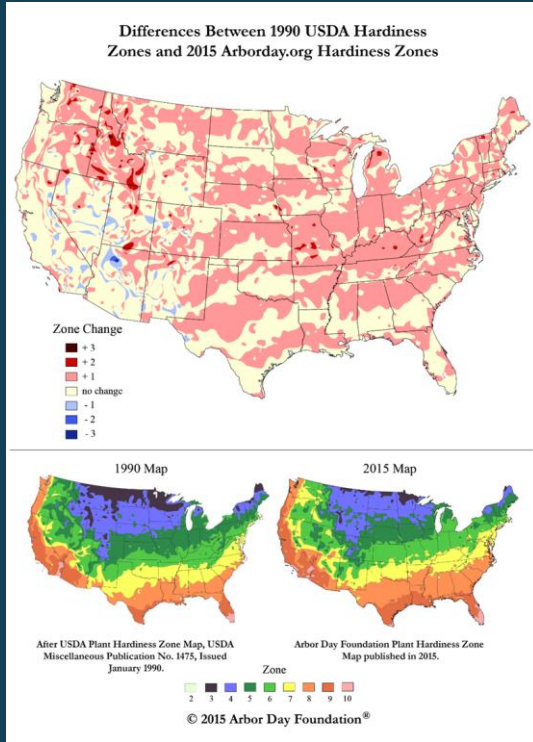 Differences Between 1990 USDA Hardiness
Zones and 2015 Arborday.org Hardiness Zones
Zone Change
+ 3
+ 2
+ 1
no change
- 1
- 2
- 3
1990 Map
2015 Map
After USDA Plant Hardiness Zone Map, USDA
Miscellaneous Publication No. 1475, Issued
January 1990.
Arbor Day Foundation Plant Hardiness Zone
Map published in 2015.
Zone
2 3 4 5 6 7 8 9 10
© 2015 Arbor Day Foundation®